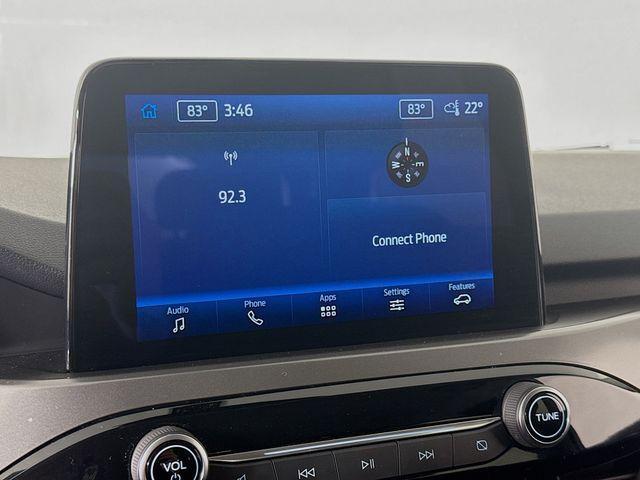 83° 3:46 83° 22°
92.3
N
W E
S
Connect Phone
Audio Phone Apps Settings Features
VOL
TUNE